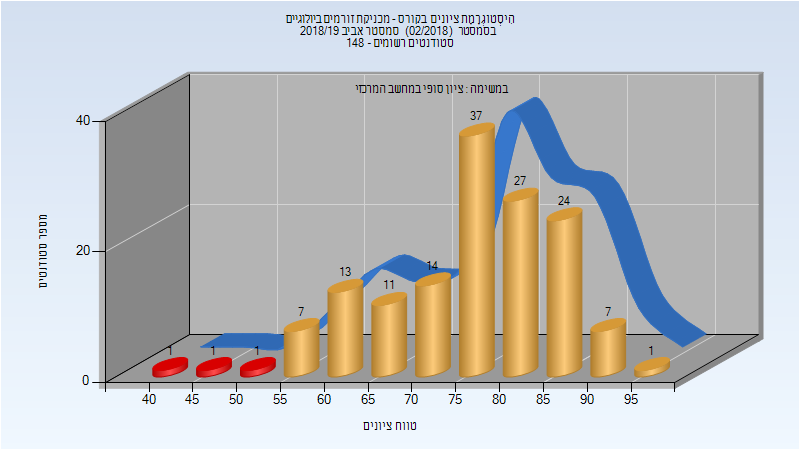 היסטוגרמת ציונים בקורס - מכניקת זורמים ביולוגיים
בסמסטר (02/2018) סמסטר אביב 2018/19
סטודנטים רשומים - 148
במשימה : ציון סופי במחשב המרכזי
40
20
0
מספר סטודנטים
1 1 1 7 13 11 14 37 27 24 7 1
40 45 50 55 60 65 70 75 80 85 90 95
טווח ציונים